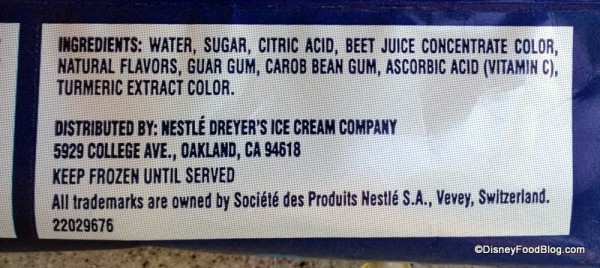 INGREDIENTS: WATER, SUGAR, CITRIC ACID, BEET JUICE CONCENTRATE COLOR,
NATURAL FLAVORS, GUAR GUM, CAROB BEAN GUM, ASCORBIC ACID (VITAMIN C),
TURMERIC EXTRACT COLOR.
DISTRIBUTED BY: NESTLÉ DREYER'S ICE CREAM COMPANY
5929 COLLEGE AVE., OAKLAND, CA 94618
KEEP FROZEN UNTIL SERVED
All trademarks are owned by Société des Produits Nestlé S.A., Vevey, Switzerland.
22029676
©DisneyFoodBlog.com